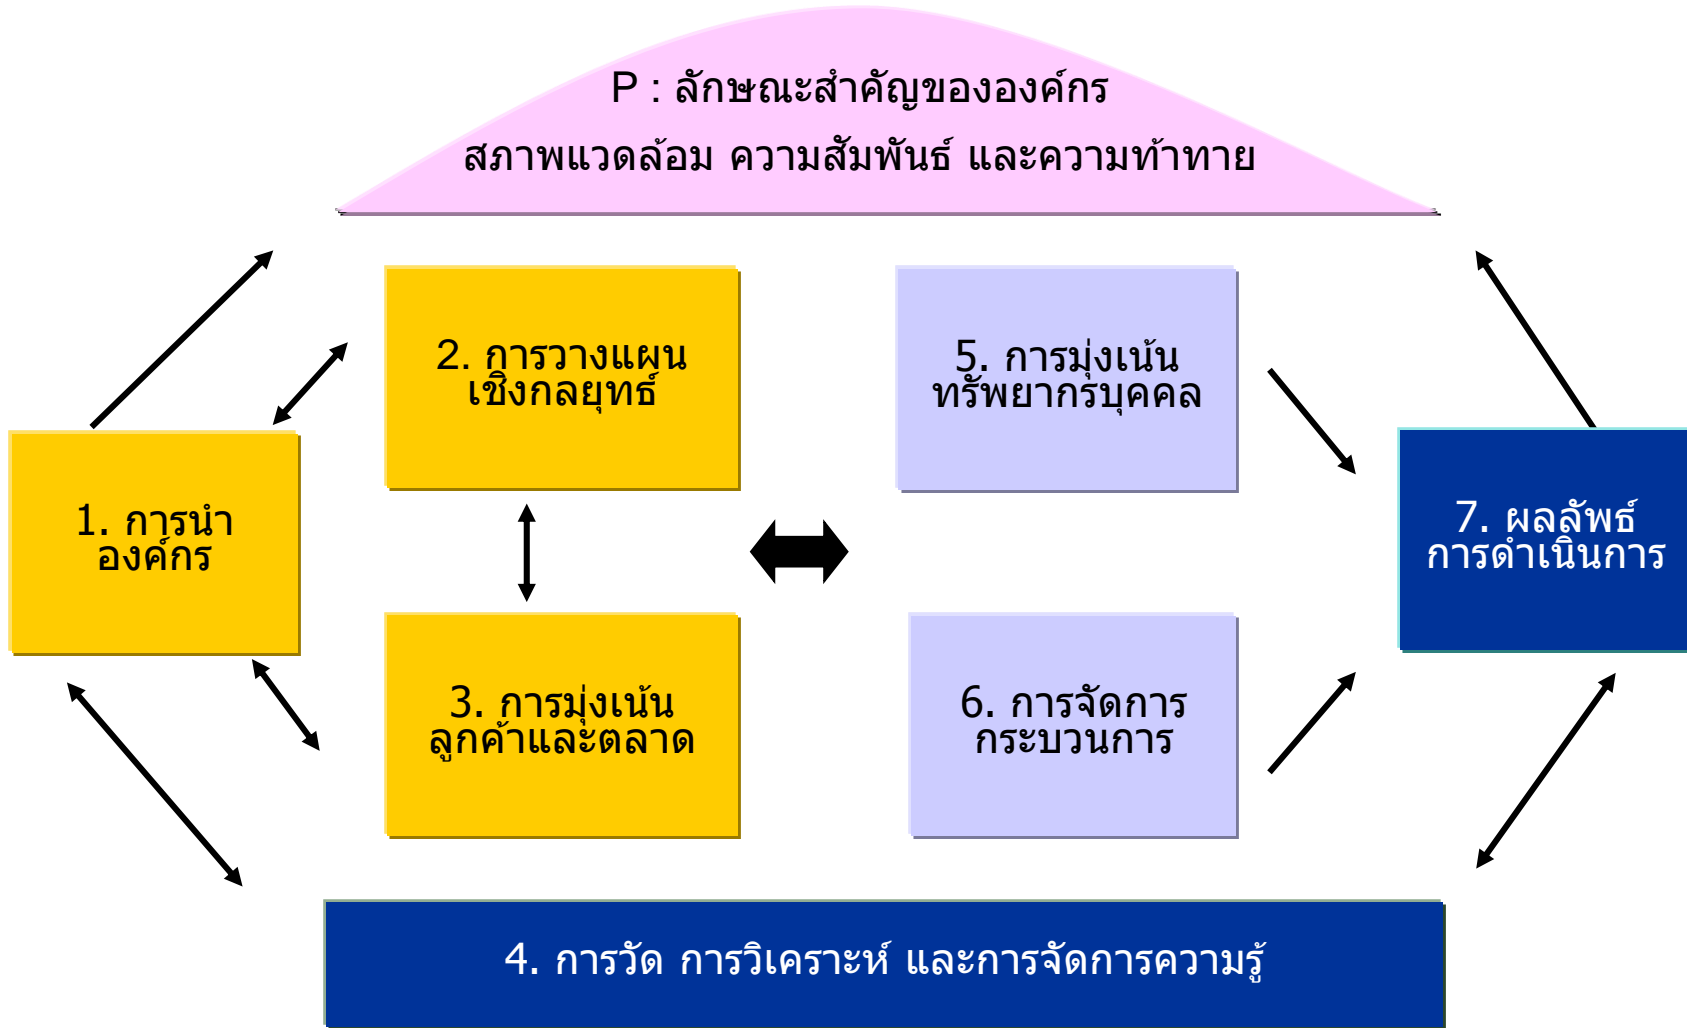 P : ลักษณะสำคัญขององค์กร
สภาพแวดล้อม ความสัมพันธ์ และความท้าทาย
2. การวางแผน
เชิงกลยุทธ์
5. การมุ่งเน้น
ทรัพยากรบุคคล
1. การนำ
องค์กร
7. ผลลัพธ์
การดำเนินการ
3. การมุ่งเน้น
ลูกค้าและตลาด
6. การจัดการ
กระบวนการ
4. การวัด การวิเคราะห์ และการจัดการความรู้